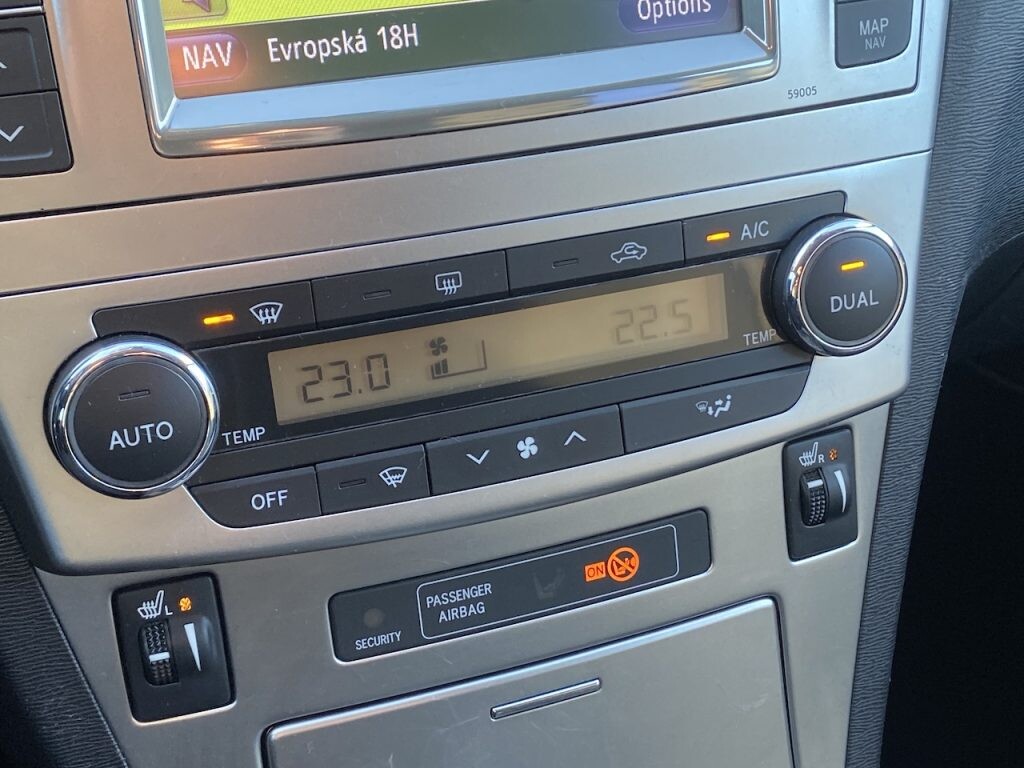 Options
NAV Evropská 18H
MAP
NAV
59005
A/C
DUAL
23.0
22.5
TEMP
AUTO
TEMP
OFF
R
L
PASSENGER
AIRBAG
ON
SECURITY